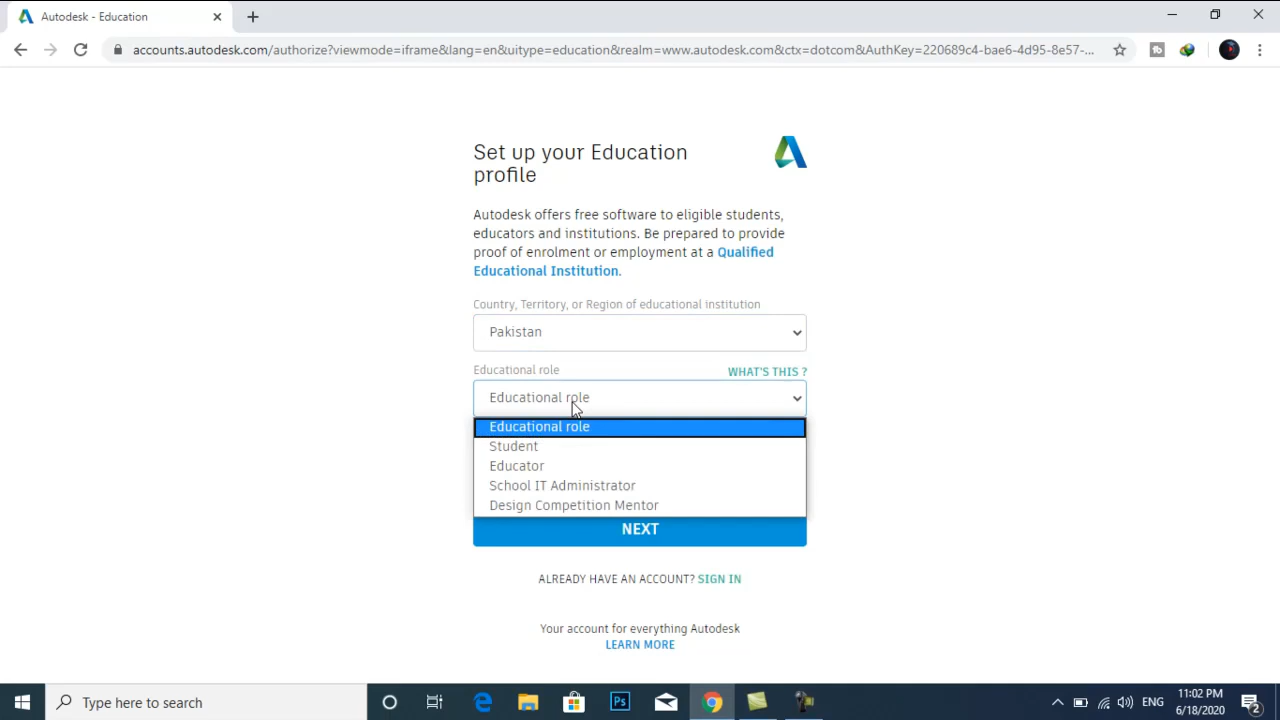 Autodesk - Education
accounts.autodesk.com/authorize?viewmode=iframe&lang=en&uitype=education&realm=www.autodesk.com&ctx=dotcom&AuthKey=220689c4-bae6-4d95-8e57-...
Set up your Education
profile
Autodesk offers free software to eligible students,
educators and institutions. Be prepared to provide
proof of enrolment or employment at a Qualified
Educational Institution.
Country, Territory, or Region of educational institution
Pakistan
Educational role WHAT'S THIS ?
Educational role
Educational role
Student
Educator
School IT Administrator
Design Competition Mentor
NEXT
ALREADY HAVE AN ACCOUNT? SIGN IN
Your account for everything Autodesk
LEARN MORE
Type here to search
Ps
ENG
11:02 PM
6/18/2020
2